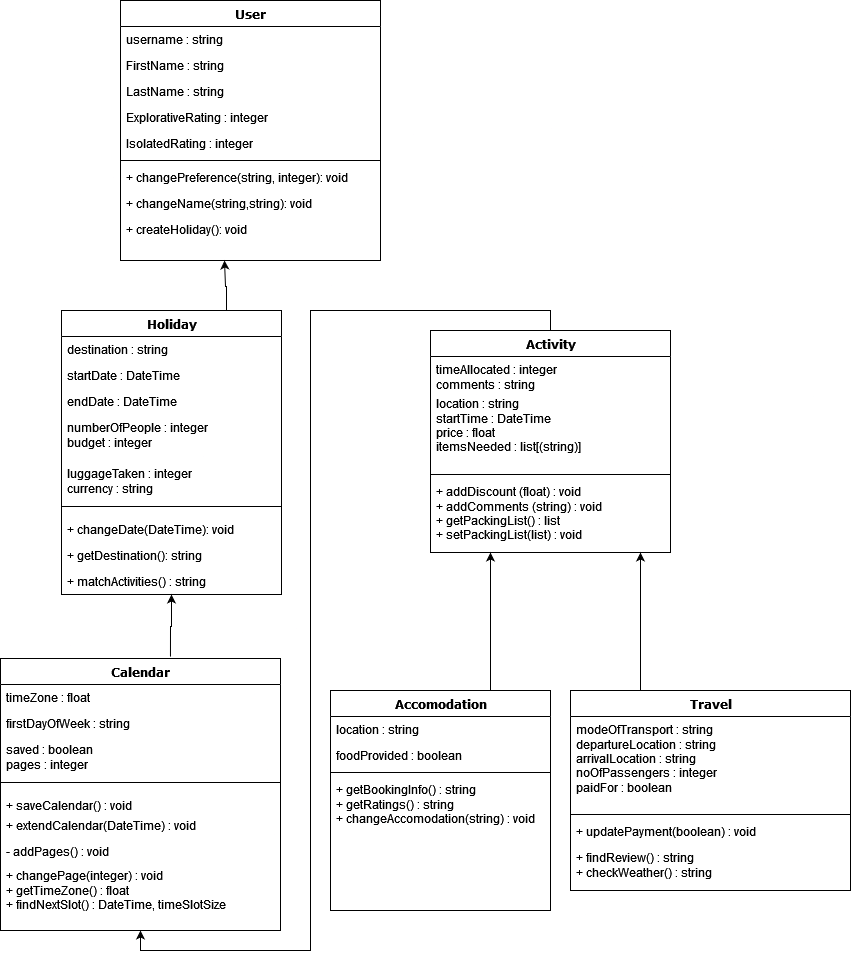 User
username : string
FirstName : string
LastName : string
ExplorativeRating : integer
IsolatedRating : integer
+ changePreference(string, integer): void
+ changeName(string,string): void
+ createHoliday(): void
Holiday
destination : string
startDate : DateTime
endDate : DateTime
numberOfPeople : integer
budget : integer
luggageTaken : integer
currency : string
+ changeDate(DateTime): void
+ getDestination(): string
+ matchActivities() : string
Activity
timeAllocated : integer
comments : string
location : string
startTime : DateTime
price : float
itemsNeeded : list[(string)]
+ addDiscount (float) : void
+ addComments (string) : void
+ getPackingList() : list
+ setPackingList(list) : void
Calendar
timeZone : float
firstDayOfWeek : string
saved : boolean
pages : integer
+ saveCalendar() : void
+ extendCalendar(DateTime) : void
- addPages() : void
+ changePage(integer) : void
+ getTimeZone() : float
+ findNextSlot() : DateTime, timeSlotSize
Accomodation
location : string
foodProvided : boolean
+ getBookingInfo() : string
+ getRatings() : string
+ changeAccomodation(string) : void
Travel
modeOfTransport : string
departureLocation : string
arrivalLocation : string
noOfPassengers : integer
paidFor : boolean
+ updatePayment(boolean) : void
+ findReview() : string
+ checkWeather() : string